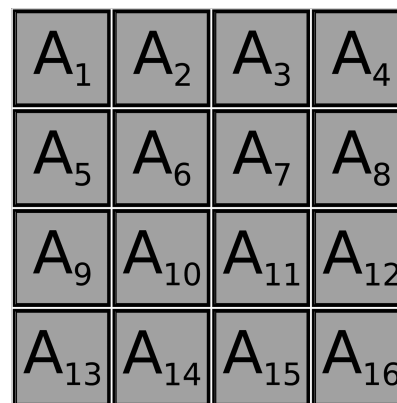 A₁ A₂ A₃ A₄
A₅ A₆ A₇ A₈
A₉ A₁₀ A₁₁ A₁₂
A₁₃ A₁₄ A₁₅ A₁₆